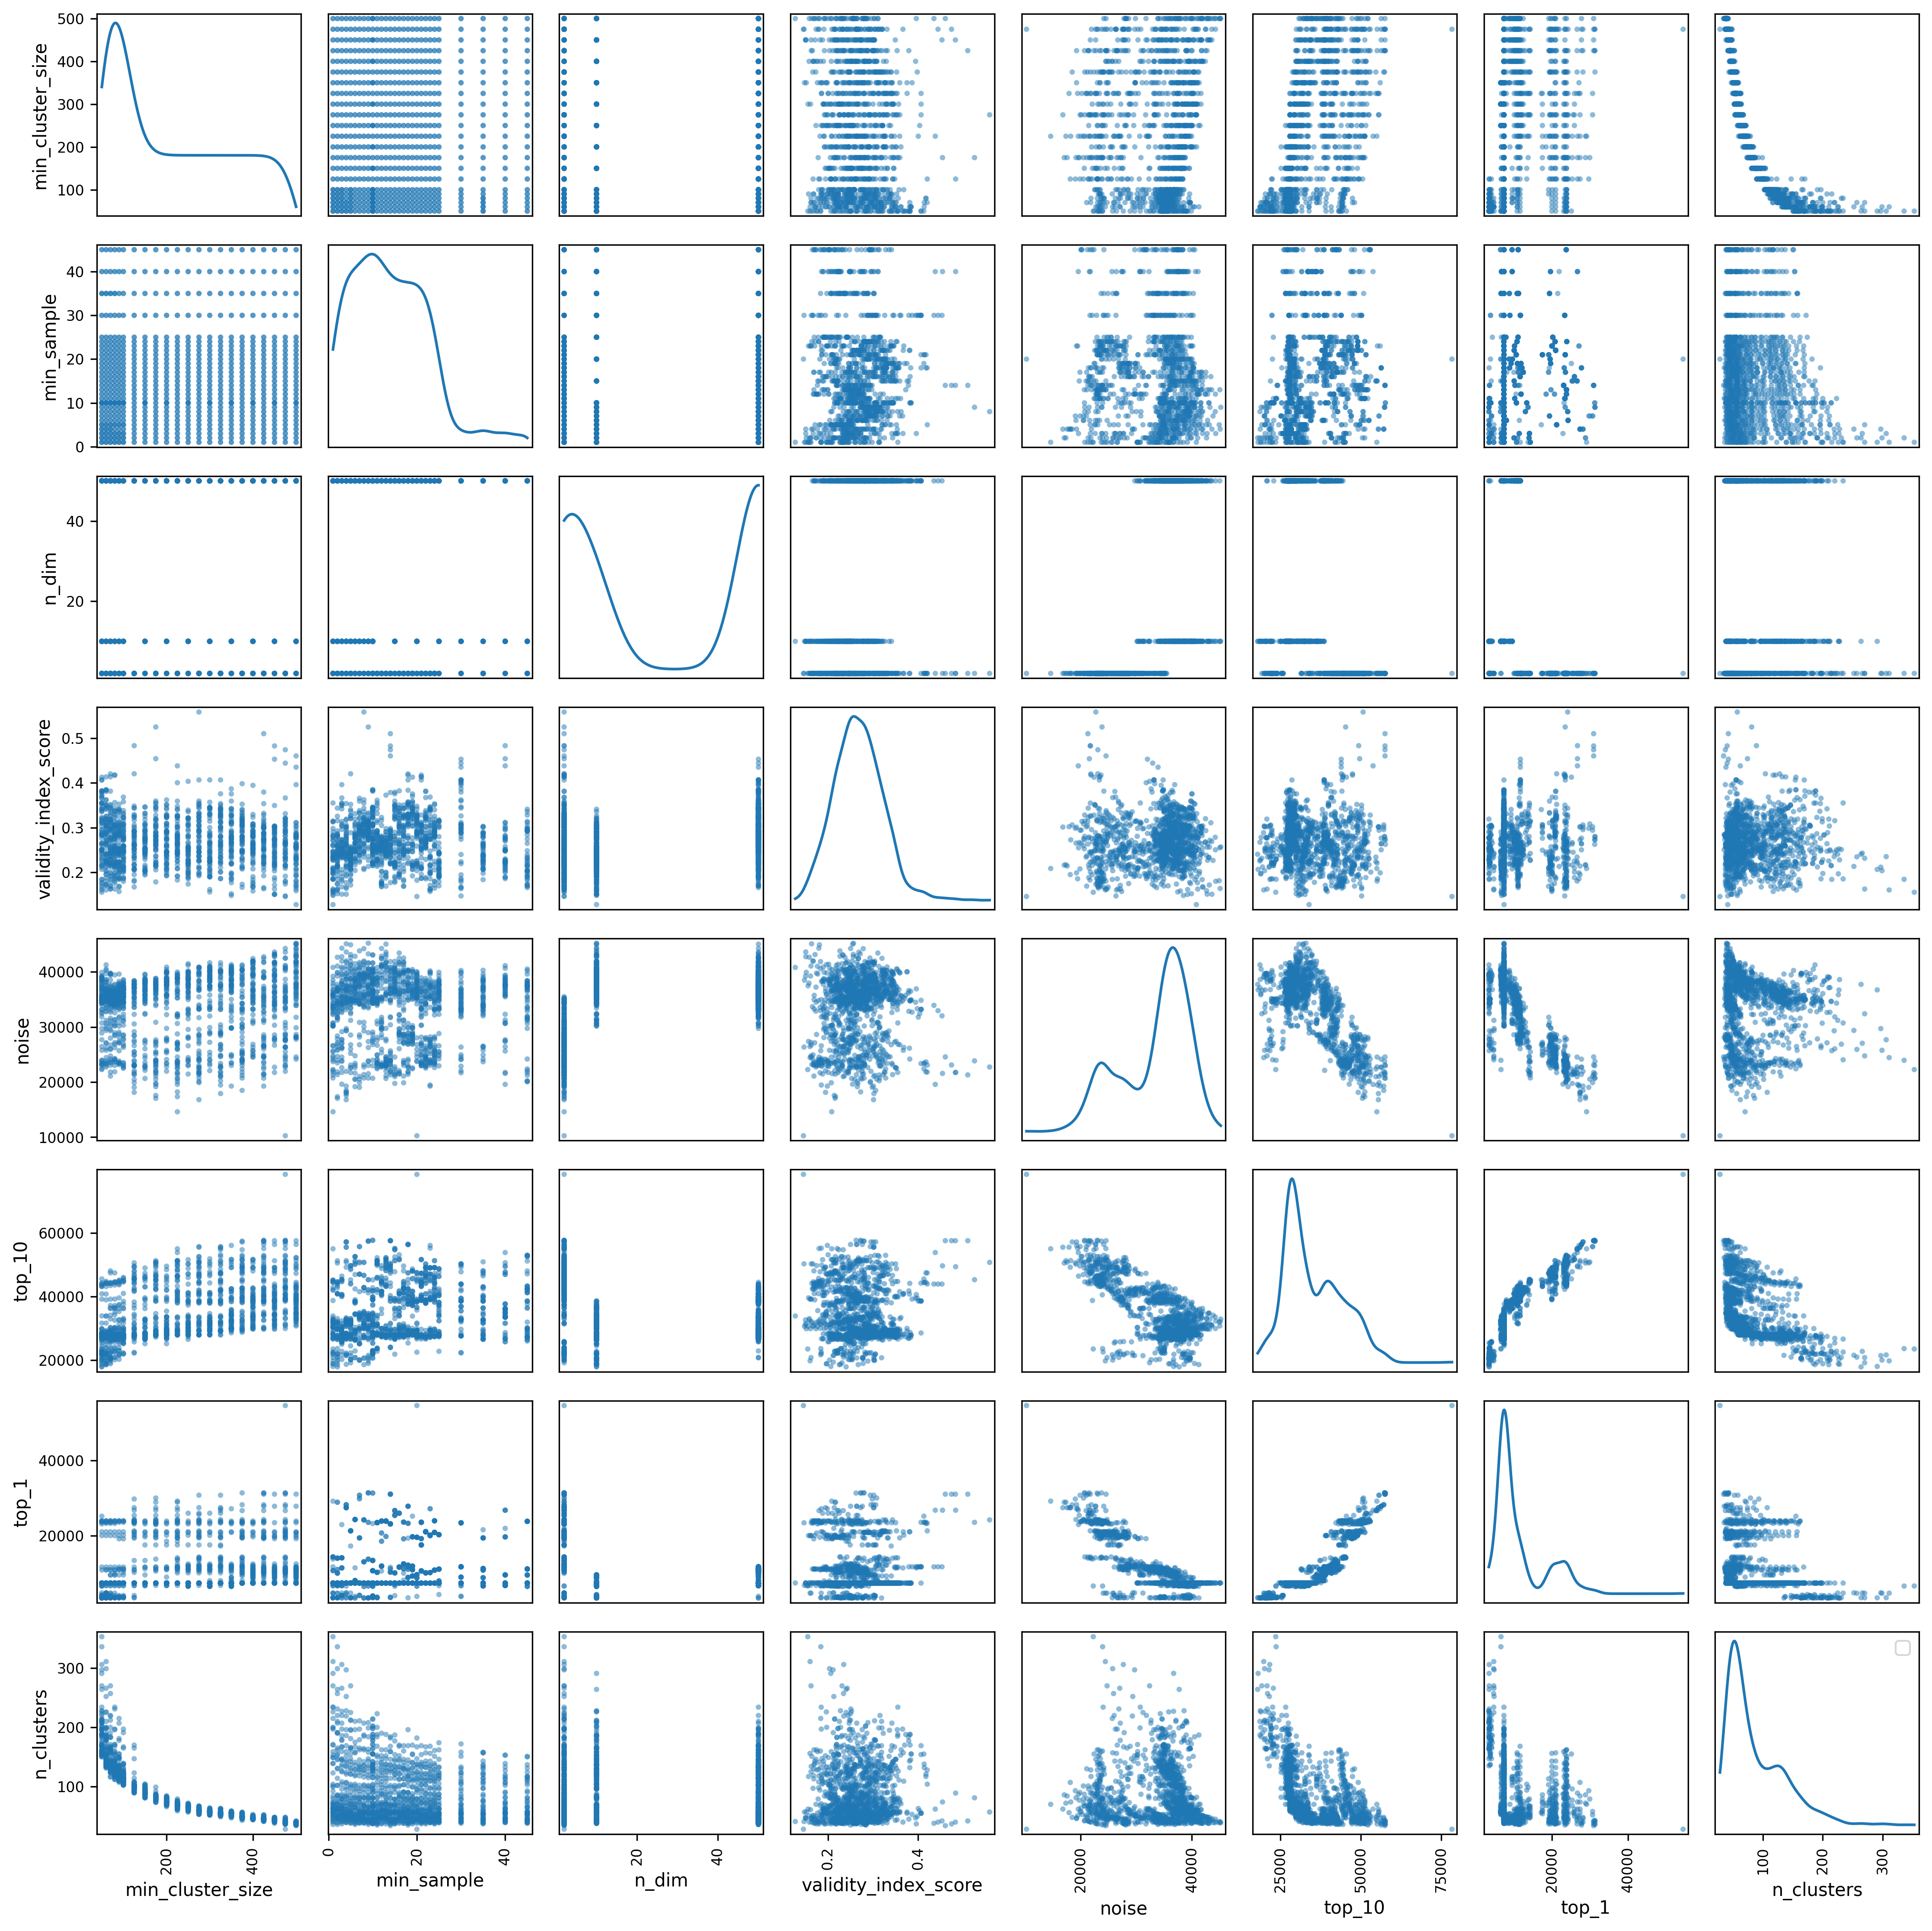 500
400
300
200
100
min_cluster_size
40
30
20
10
0
min_sample
40
20
n_dim
0.5
0.4
0.3
0.2
validity_index_score
40000
30000
20000
10000
noise
60000
40000
20000
top_10
40000
20000
top_1
300
200
100
n_clusters
200 400
min_cluster_size
0 20 40
min_sample
20 40
n_dim
0.2 0.4
validity_index_score
20000 40000
noise
25000 50000 75000
top_10
20000 40000
top_1
100 200 300
n_clusters